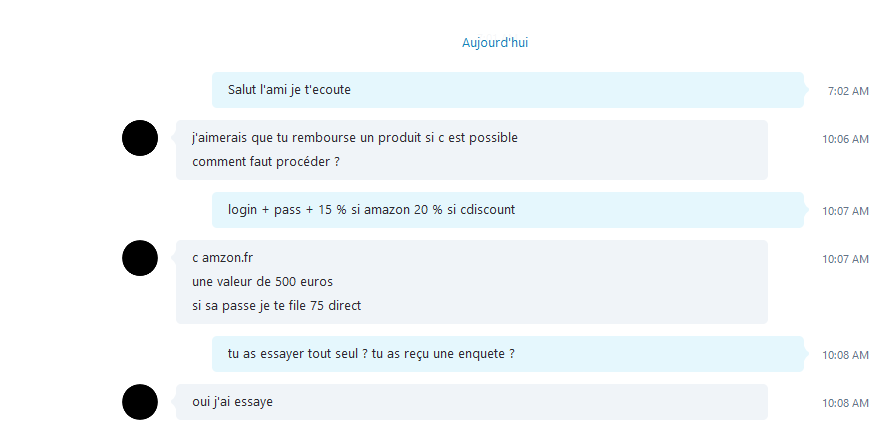 Aujourd'hui
Salut l'ami je t'ecoute
7:02 AM
j'aimerais que tu rembourse un produit si c est possible
10:06 AM
comment faut procéder ?
login + pass + 15 % si amazon 20 % si cdiscount
10:07 AM
c amzon.fr
10:07 AM
une valeur de 500 euros
si sa passe je te file 75 direct
tu as essayer tout seul ? tu as reçu une enquete ?
10:08 AM
oui j'ai essaye
10:08 AM